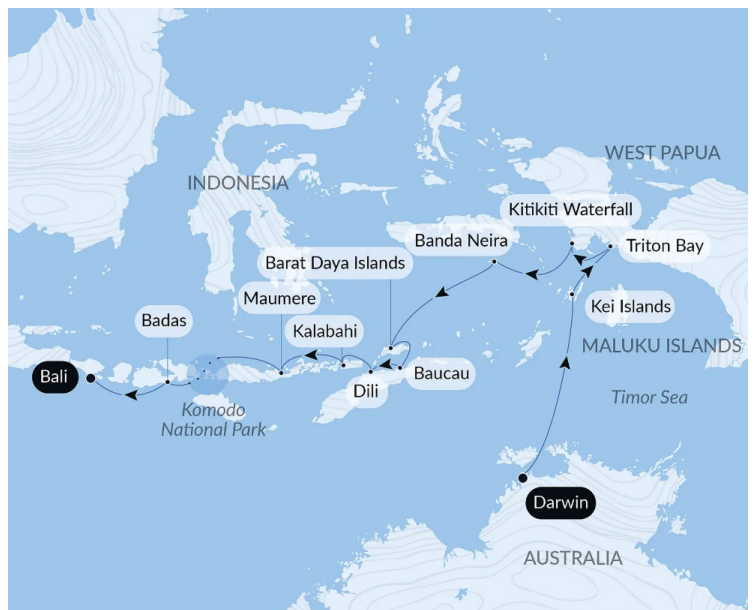 WEST PAPUA
INDONESIA
Kitikiti Waterfall
Banda Neira
Triton Bay
Barat Daya Islands
Maumere
Kei Islands
Badas
Kalabahi
MALUKU ISLANDS
Bali
Baucau
Dili
Timor Sea
Komodo
National Park
Darwin
AUSTRALIA